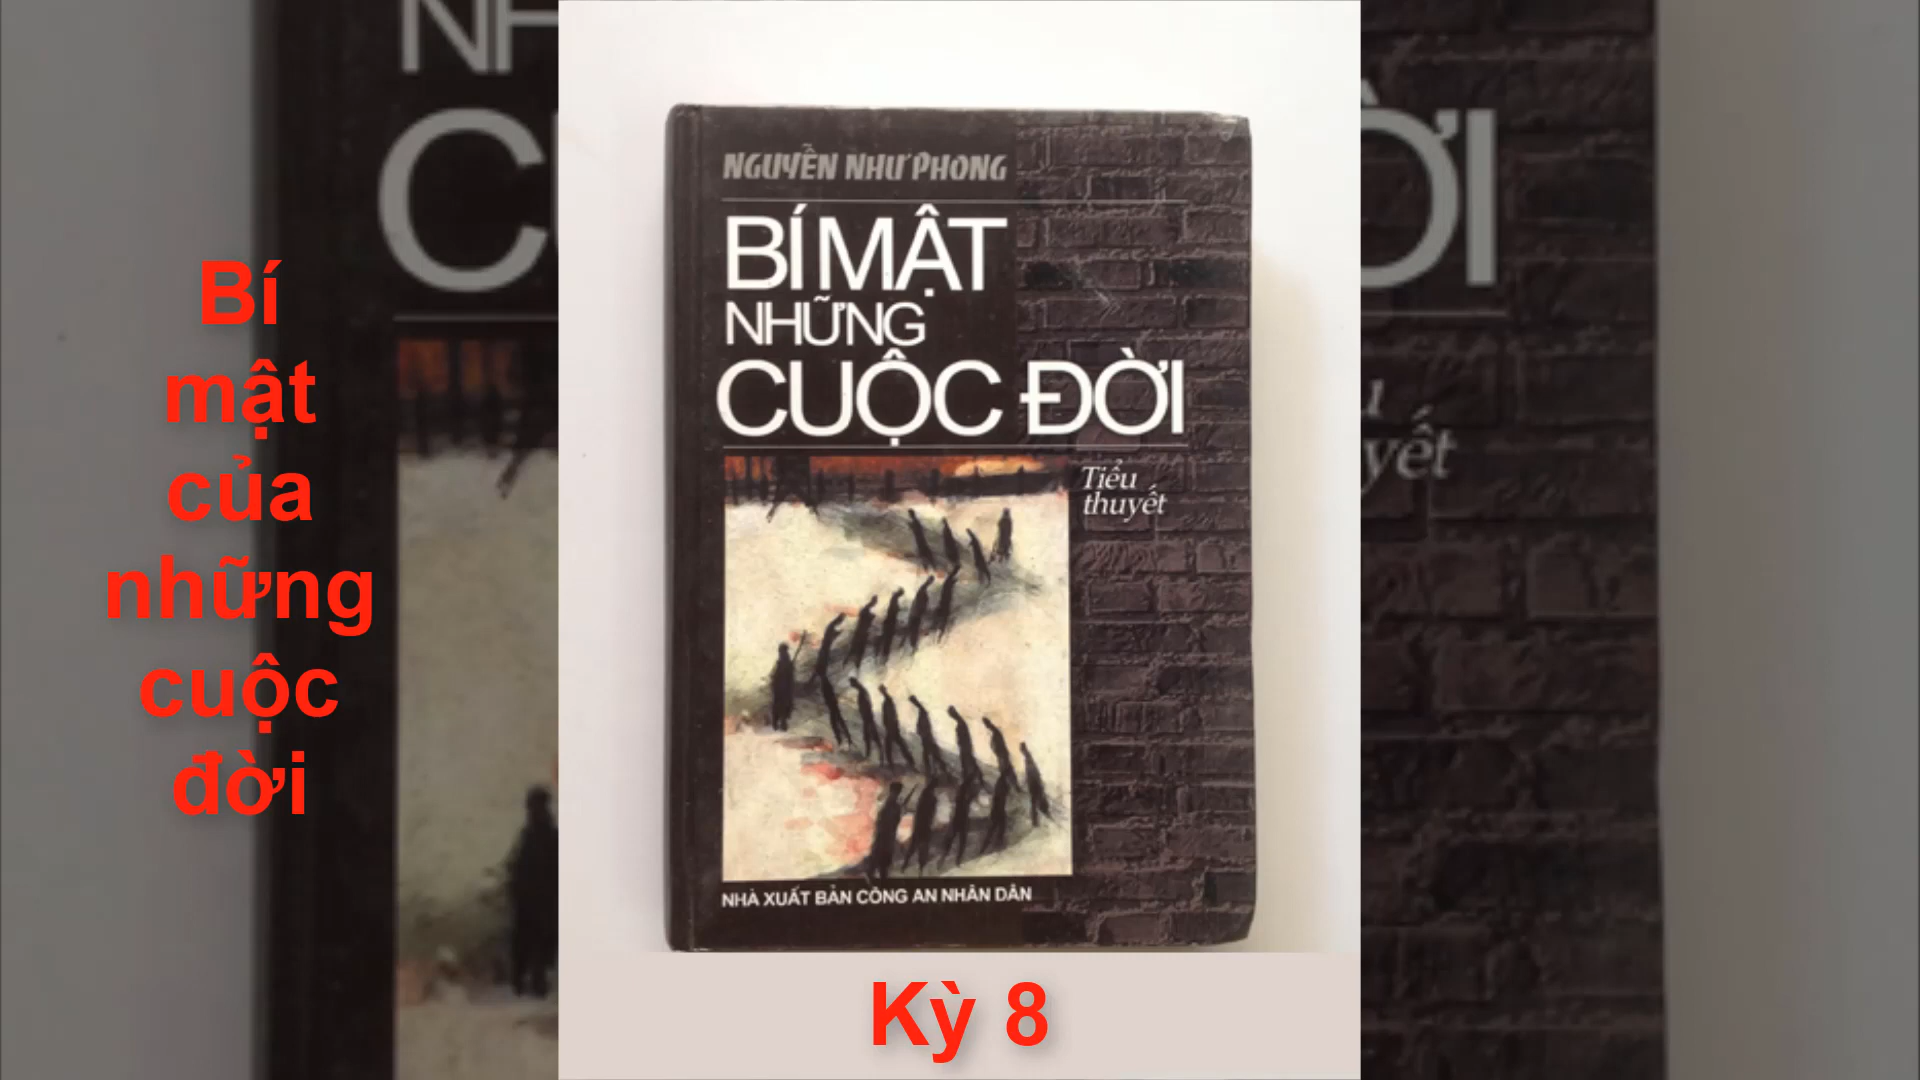 Bí
mật
của
những
cuộc
đời
NGUYỄN NHƯ PHONG
BÍ MẬT
NHỮNG
CUỘC ĐỜI
Tiểu
thuyết
NHÀ XUẤT BẢN CÔNG AN NHÂN DÂN
Kỳ 8